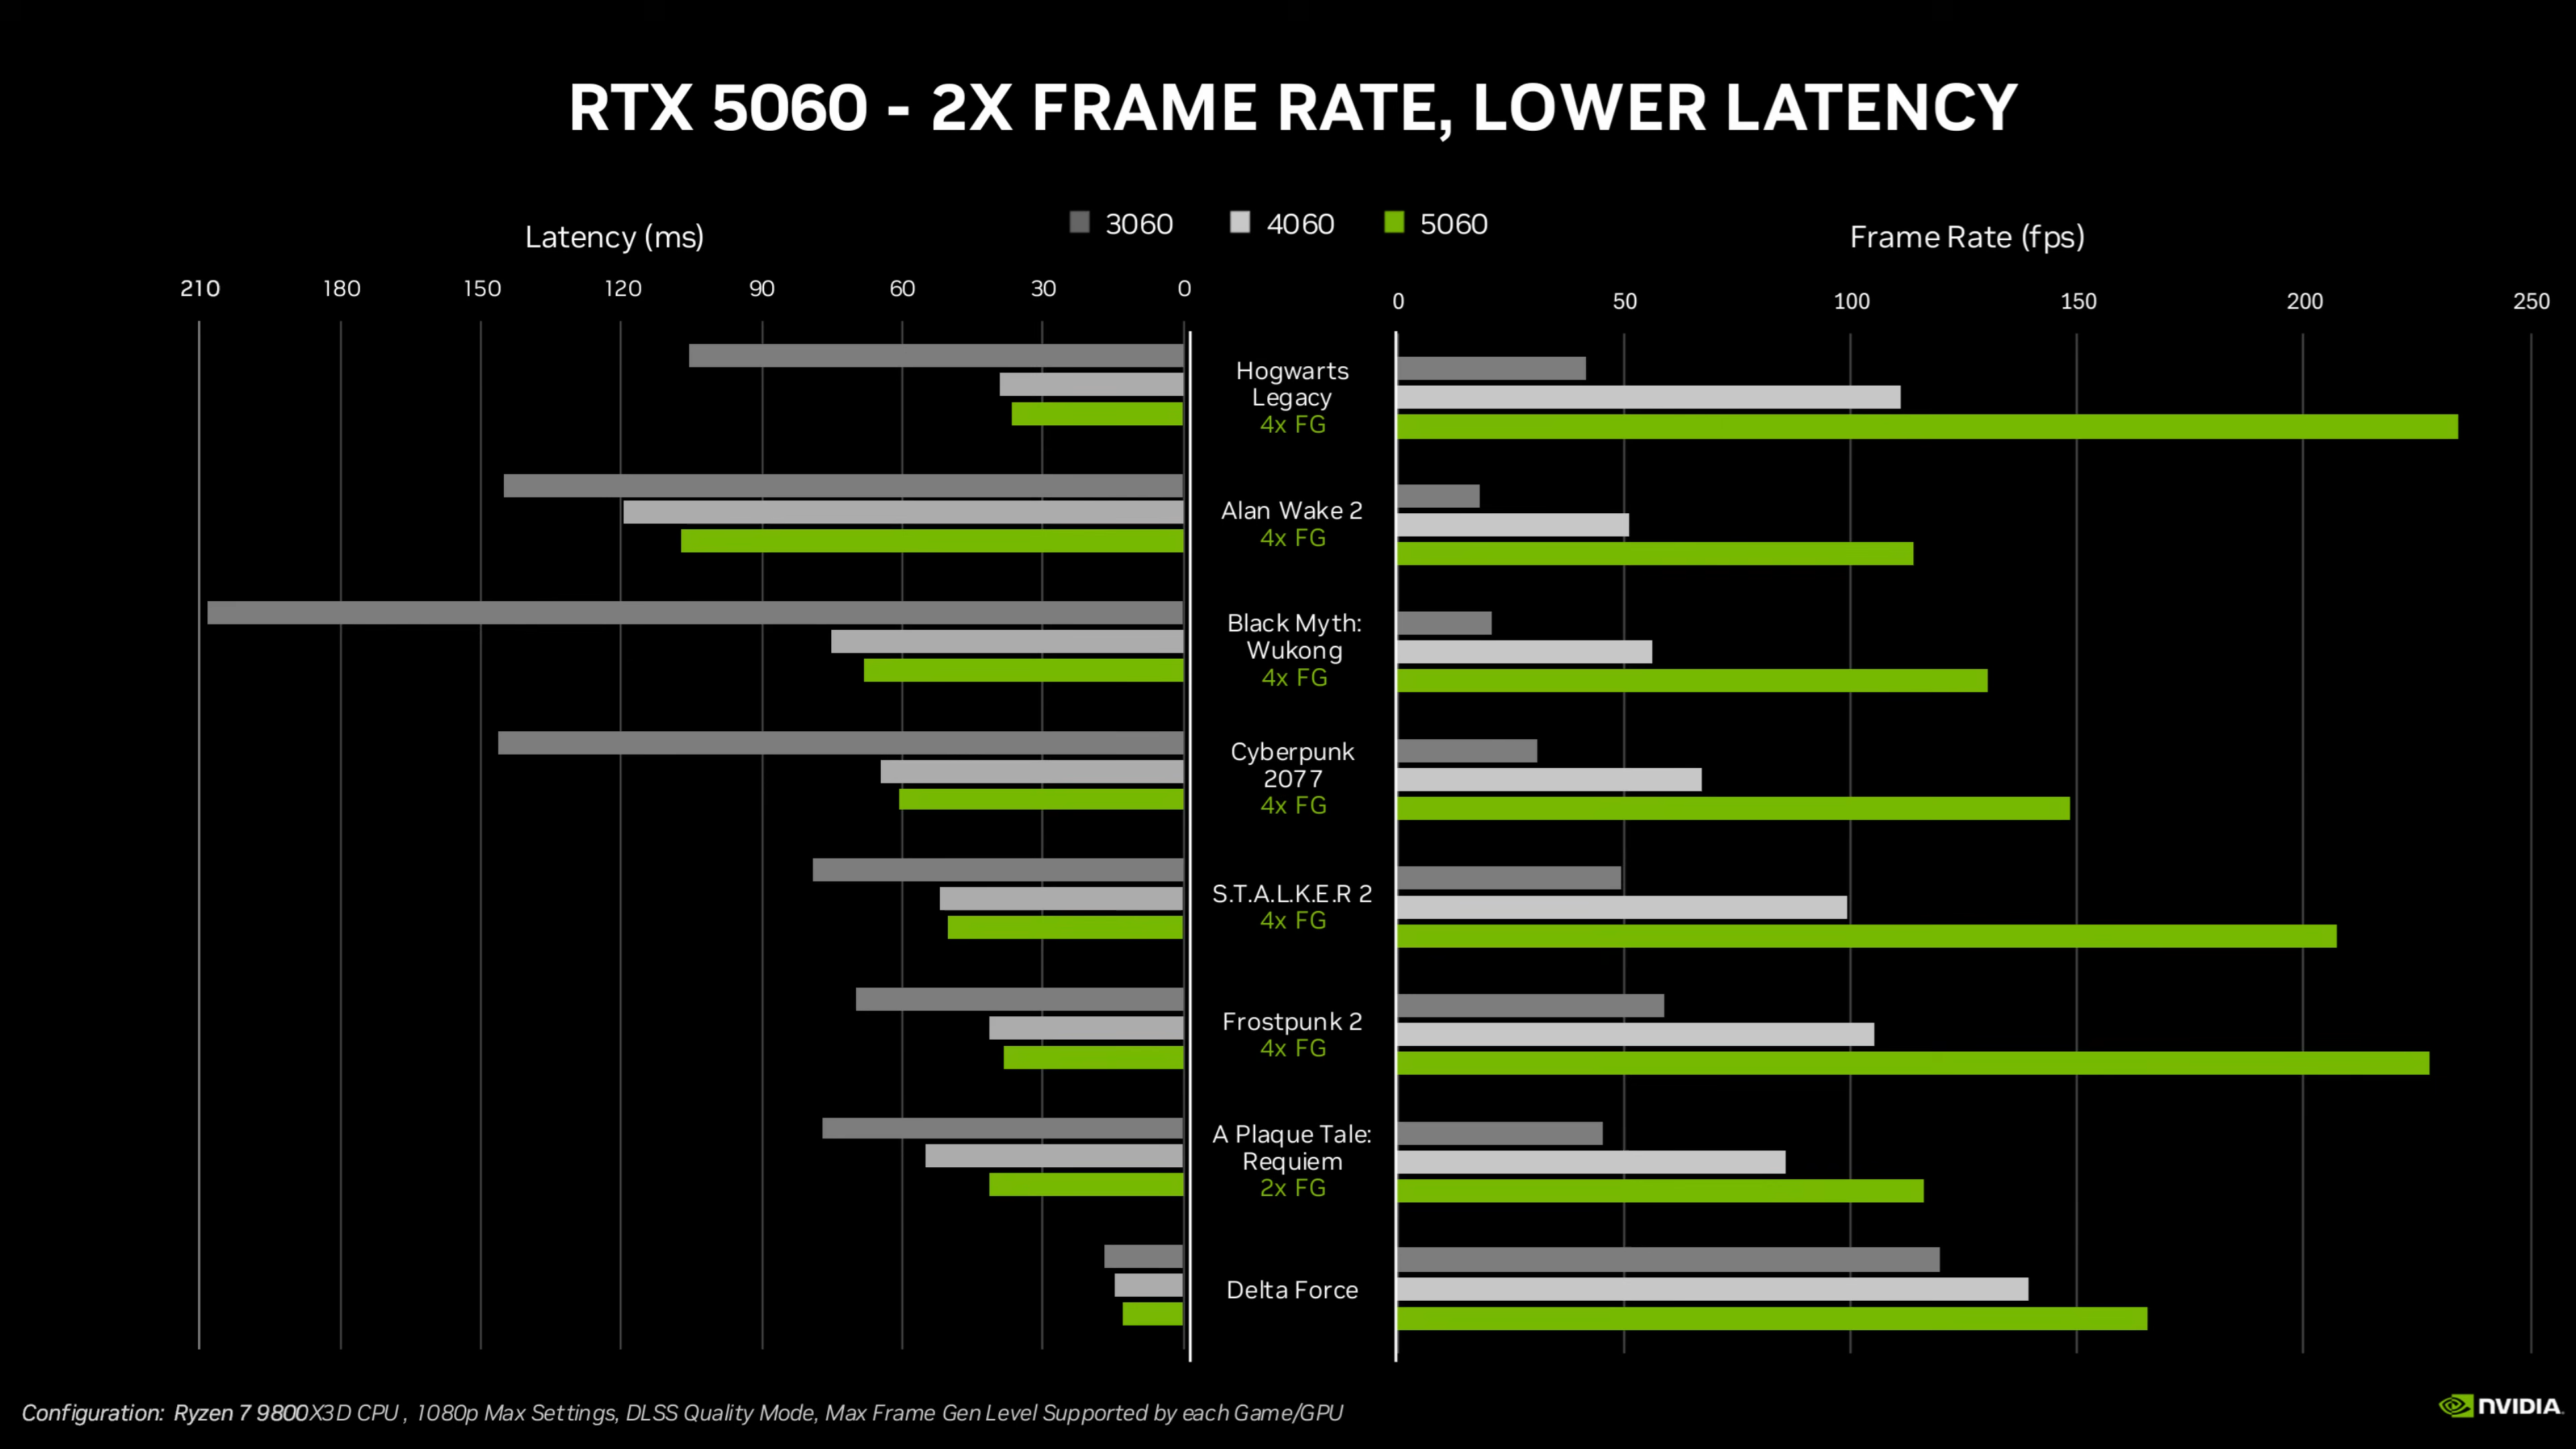 RTX 5060 - 2X FRAME RATE, LOWER LATENCY
3060 4060 5060
Latency (ms)
Frame Rate (fps)
210 180 150 120 90 60 30 0
0 50 100 150 200 250
Hogwarts
Legacy
4x FG
Alan Wake 2
4x FG
Black Myth:
Wukong
4x FG
Cyberpunk
2077
4x FG
S.T.A.L.K.E.R 2
4x FG
Frostpunk 2
4x FG
A Plaque Tale:
Requiem
2x FG
Delta Force
Configuration: Ryzen 7 9800X3D CPU , 1080p Max Settings, DLSS Quality Mode, Max Frame Gen Level Supported by each Game/GPU
NVIDIA.